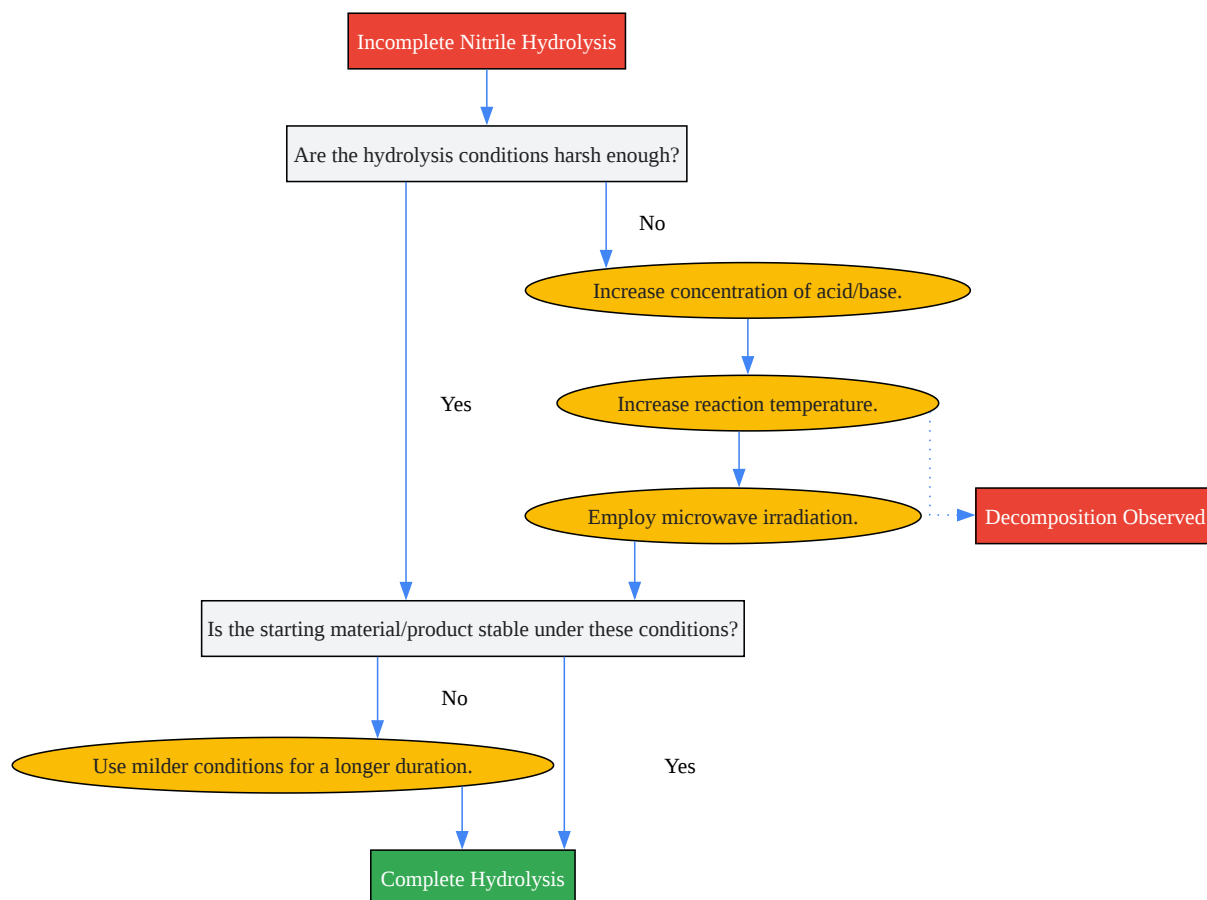 Incomplete Nitrile Hydrolysis
Are the hydrolysis conditions harsh enough?
No
Increase concentration of acid/base.
Yes
Increase reaction temperature.
Employ microwave irradiation.
Decomposition Observed
Is the starting material/product stable under these conditions?
No
Use milder conditions for a longer duration.
Yes
Complete Hydrolysis